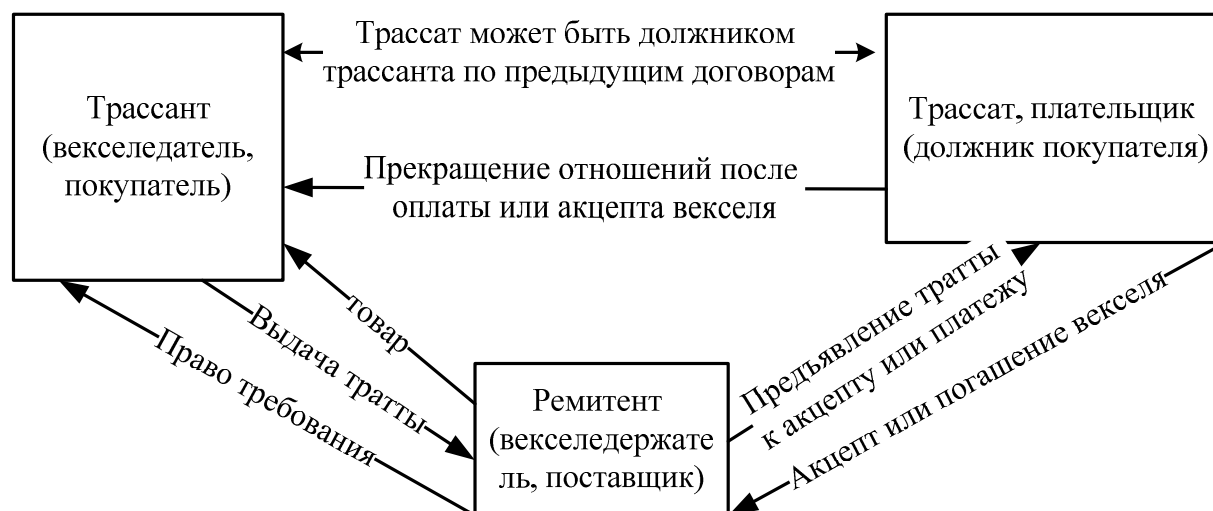 Трассат может быть должником
трассанта по предыдущим договорам
Трассант
(векселедатель,
покупатель)
Трассат, плательщик
(должник покупателя)
Прекращение отношений после
оплаты или акцепта векселя
товар
Выдача тратты
Право требования
Предъявление тратты
к акцепту или платежу
Акцепт или погашение векселя
Ремитент
(векселедержате
ль, поставщик)